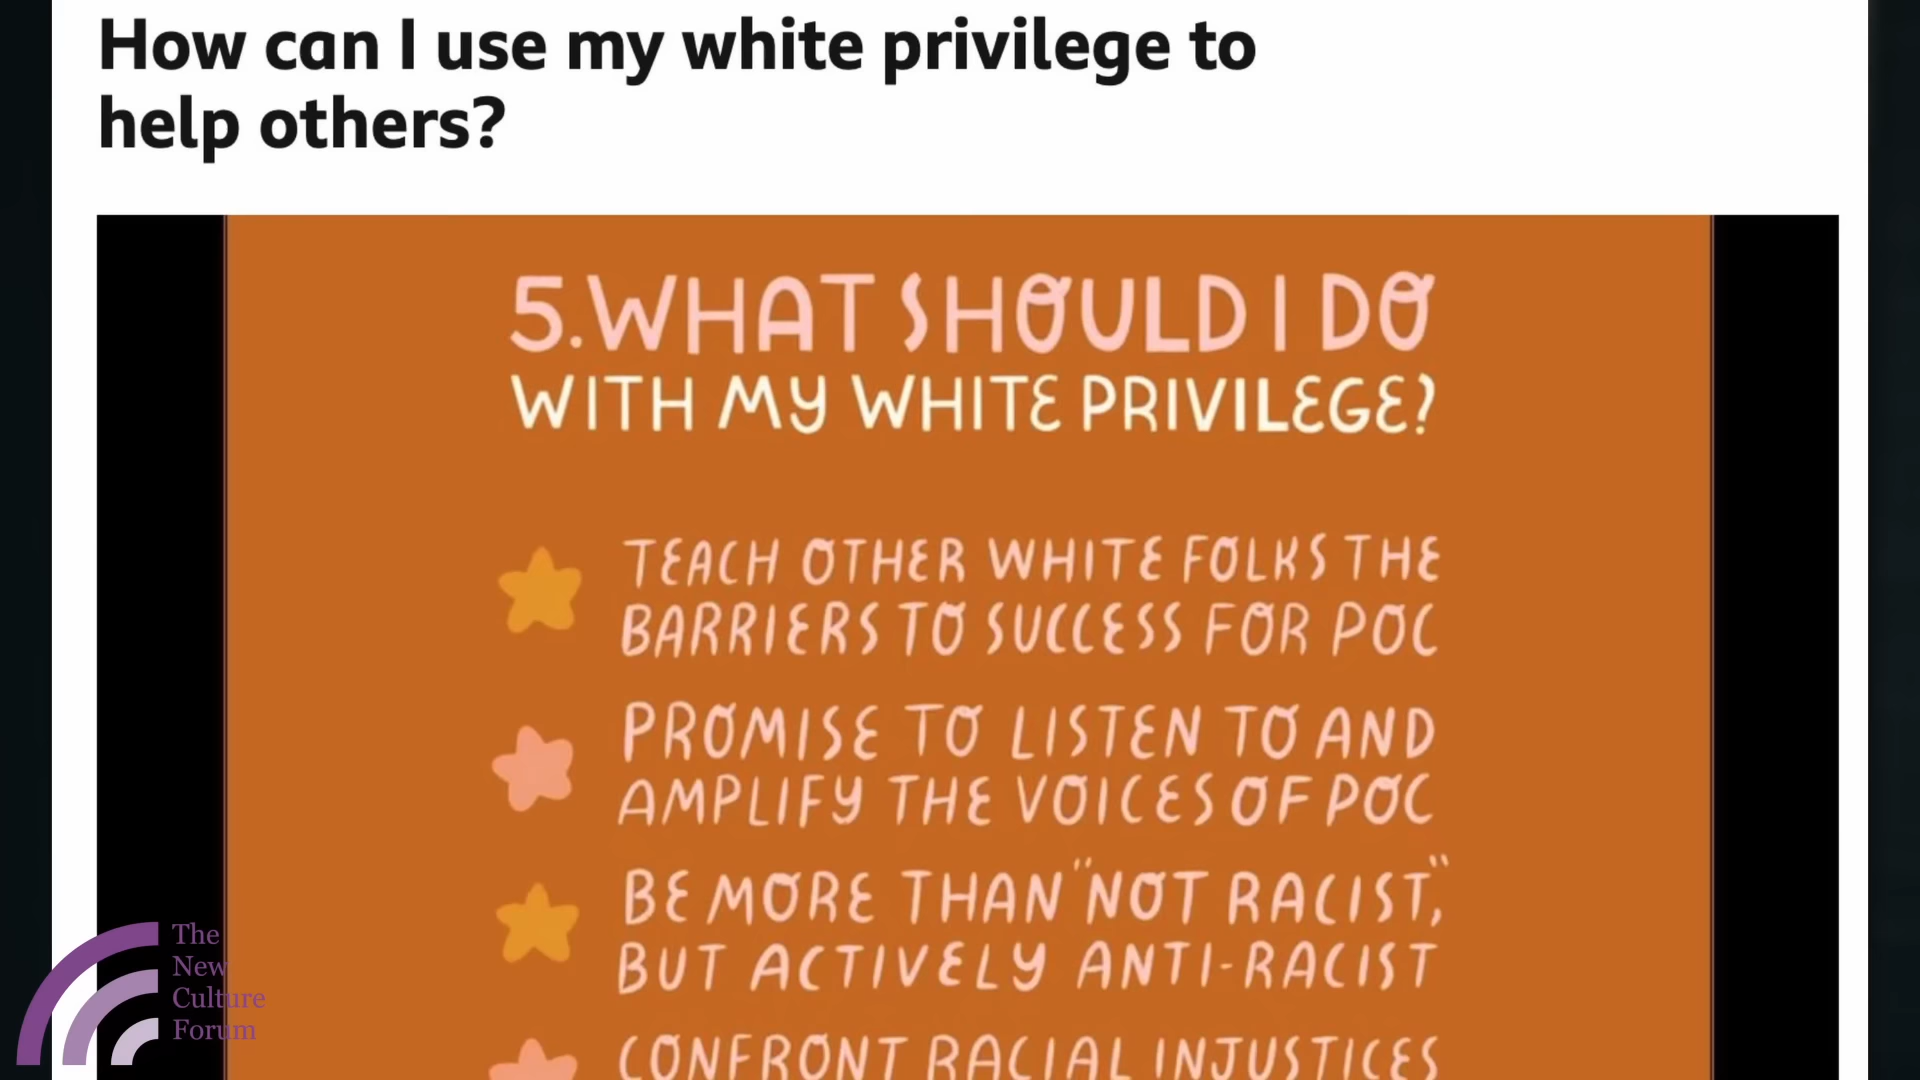 How can I use my white privilege to
help others?
5. WHAT SHOULD I DO
WITH MY WHITE PRIVILEGE?
TEACH OTHER WHITE FOLKS THE
BARRIERS TO SUCCESS FOR POC
PROMISE TO LISTEN TO AND
AMPLIFY THE VOICES OF POC
BE MORE THAN "NOT RACIST,"
BUT ACTIVELY ANTI-RACIST
CONFRONT RACIAL INJUSTICES
The
New
Culture
Forum